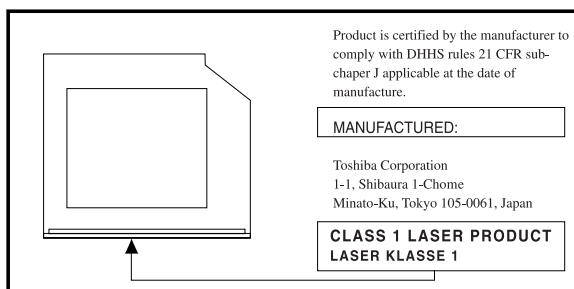 Product is certified by the manufacturer to
comply with DHHS rules 21 CFR sub-
chaper J applicable at the date of
manufacture.
MANUFACTURED:
Toshiba Corporation
1-1, Shibaura 1-Chome
Minato-Ku, Tokyo 105-0061, Japan
CLASS 1 LASER PRODUCT
LASER KLASSE 1